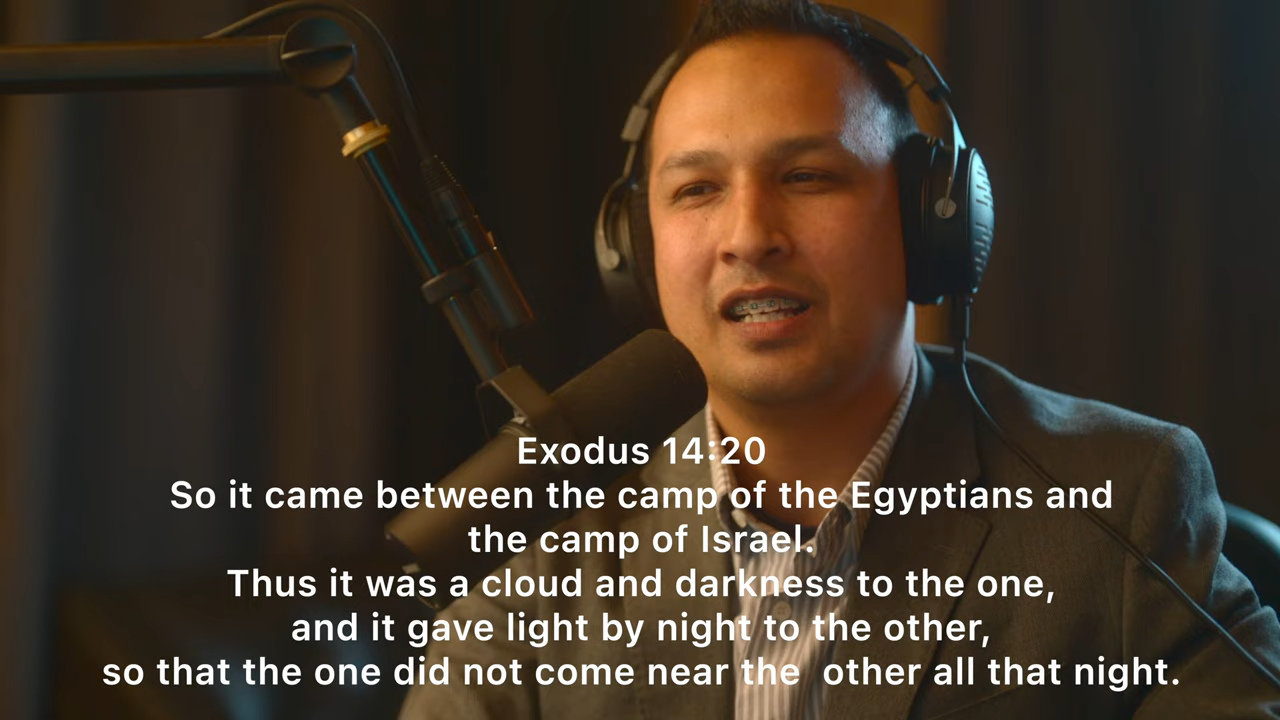 Exodus 14:20
So it came between the camp of the Egyptians and
the camp of Israel.
Thus it was a cloud and darkness to the one,
and it gave light by night to the other,
so that the one did not come near the  other all that night.